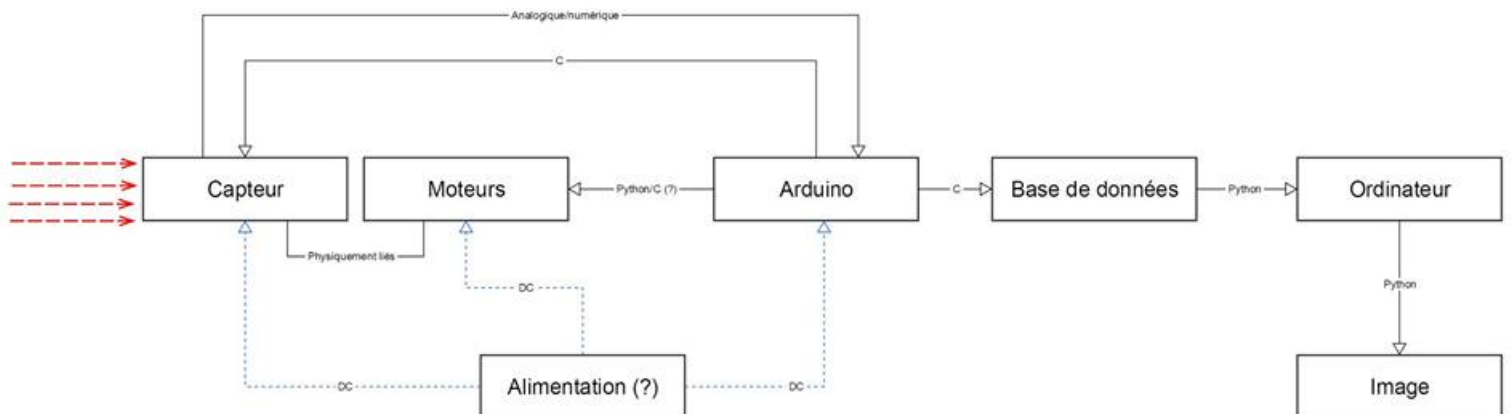 Analogique/numérique
C
Capteur
Moteurs
Python/C (?)
Arduino
C
Base de données
Python
Ordinateur
Physiquement liés
DC
Python
DC
Alimentation (?)
DC
Image